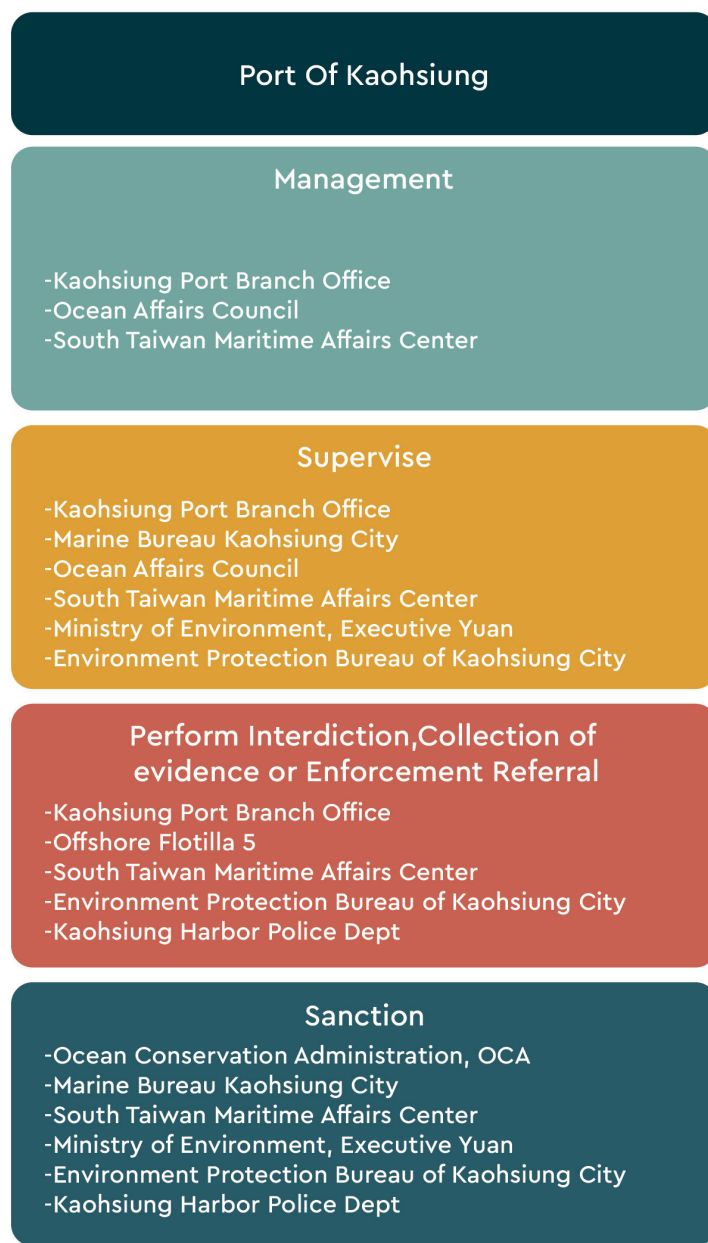 Port Of Kaohsiung
Management
-Kaohsiung Port Branch Office
-Ocean Affairs Council
-South Taiwan Maritime Affairs Center
Supervise
-Kaohsiung Port Branch Office
-Marine Bureau Kaohsiung City
-Ocean Affairs Council
-South Taiwan Maritime Affairs Center
-Ministry of Environment, Executive Yuan
-Environment Protection Bureau of Kaohsiung City
Perform Interdiction,Collection of
evidence or Enforcement Referral
-Kaohsiung Port Branch Office
-Offshore Flotilla 5
-South Taiwan Maritime Affairs Center
-Environment Protection Bureau of Kaohsiung City
-Kaohsiung Harbor Police Dept
Sanction
-Ocean Conservation Administration, OCA
-Marine Bureau Kaohsiung City
-South Taiwan Maritime Affairs Center
-Ministry of Environment, Executive Yuan
-Environment Protection Bureau of Kaohsiung City
-Kaohsiung Harbor Police Dept